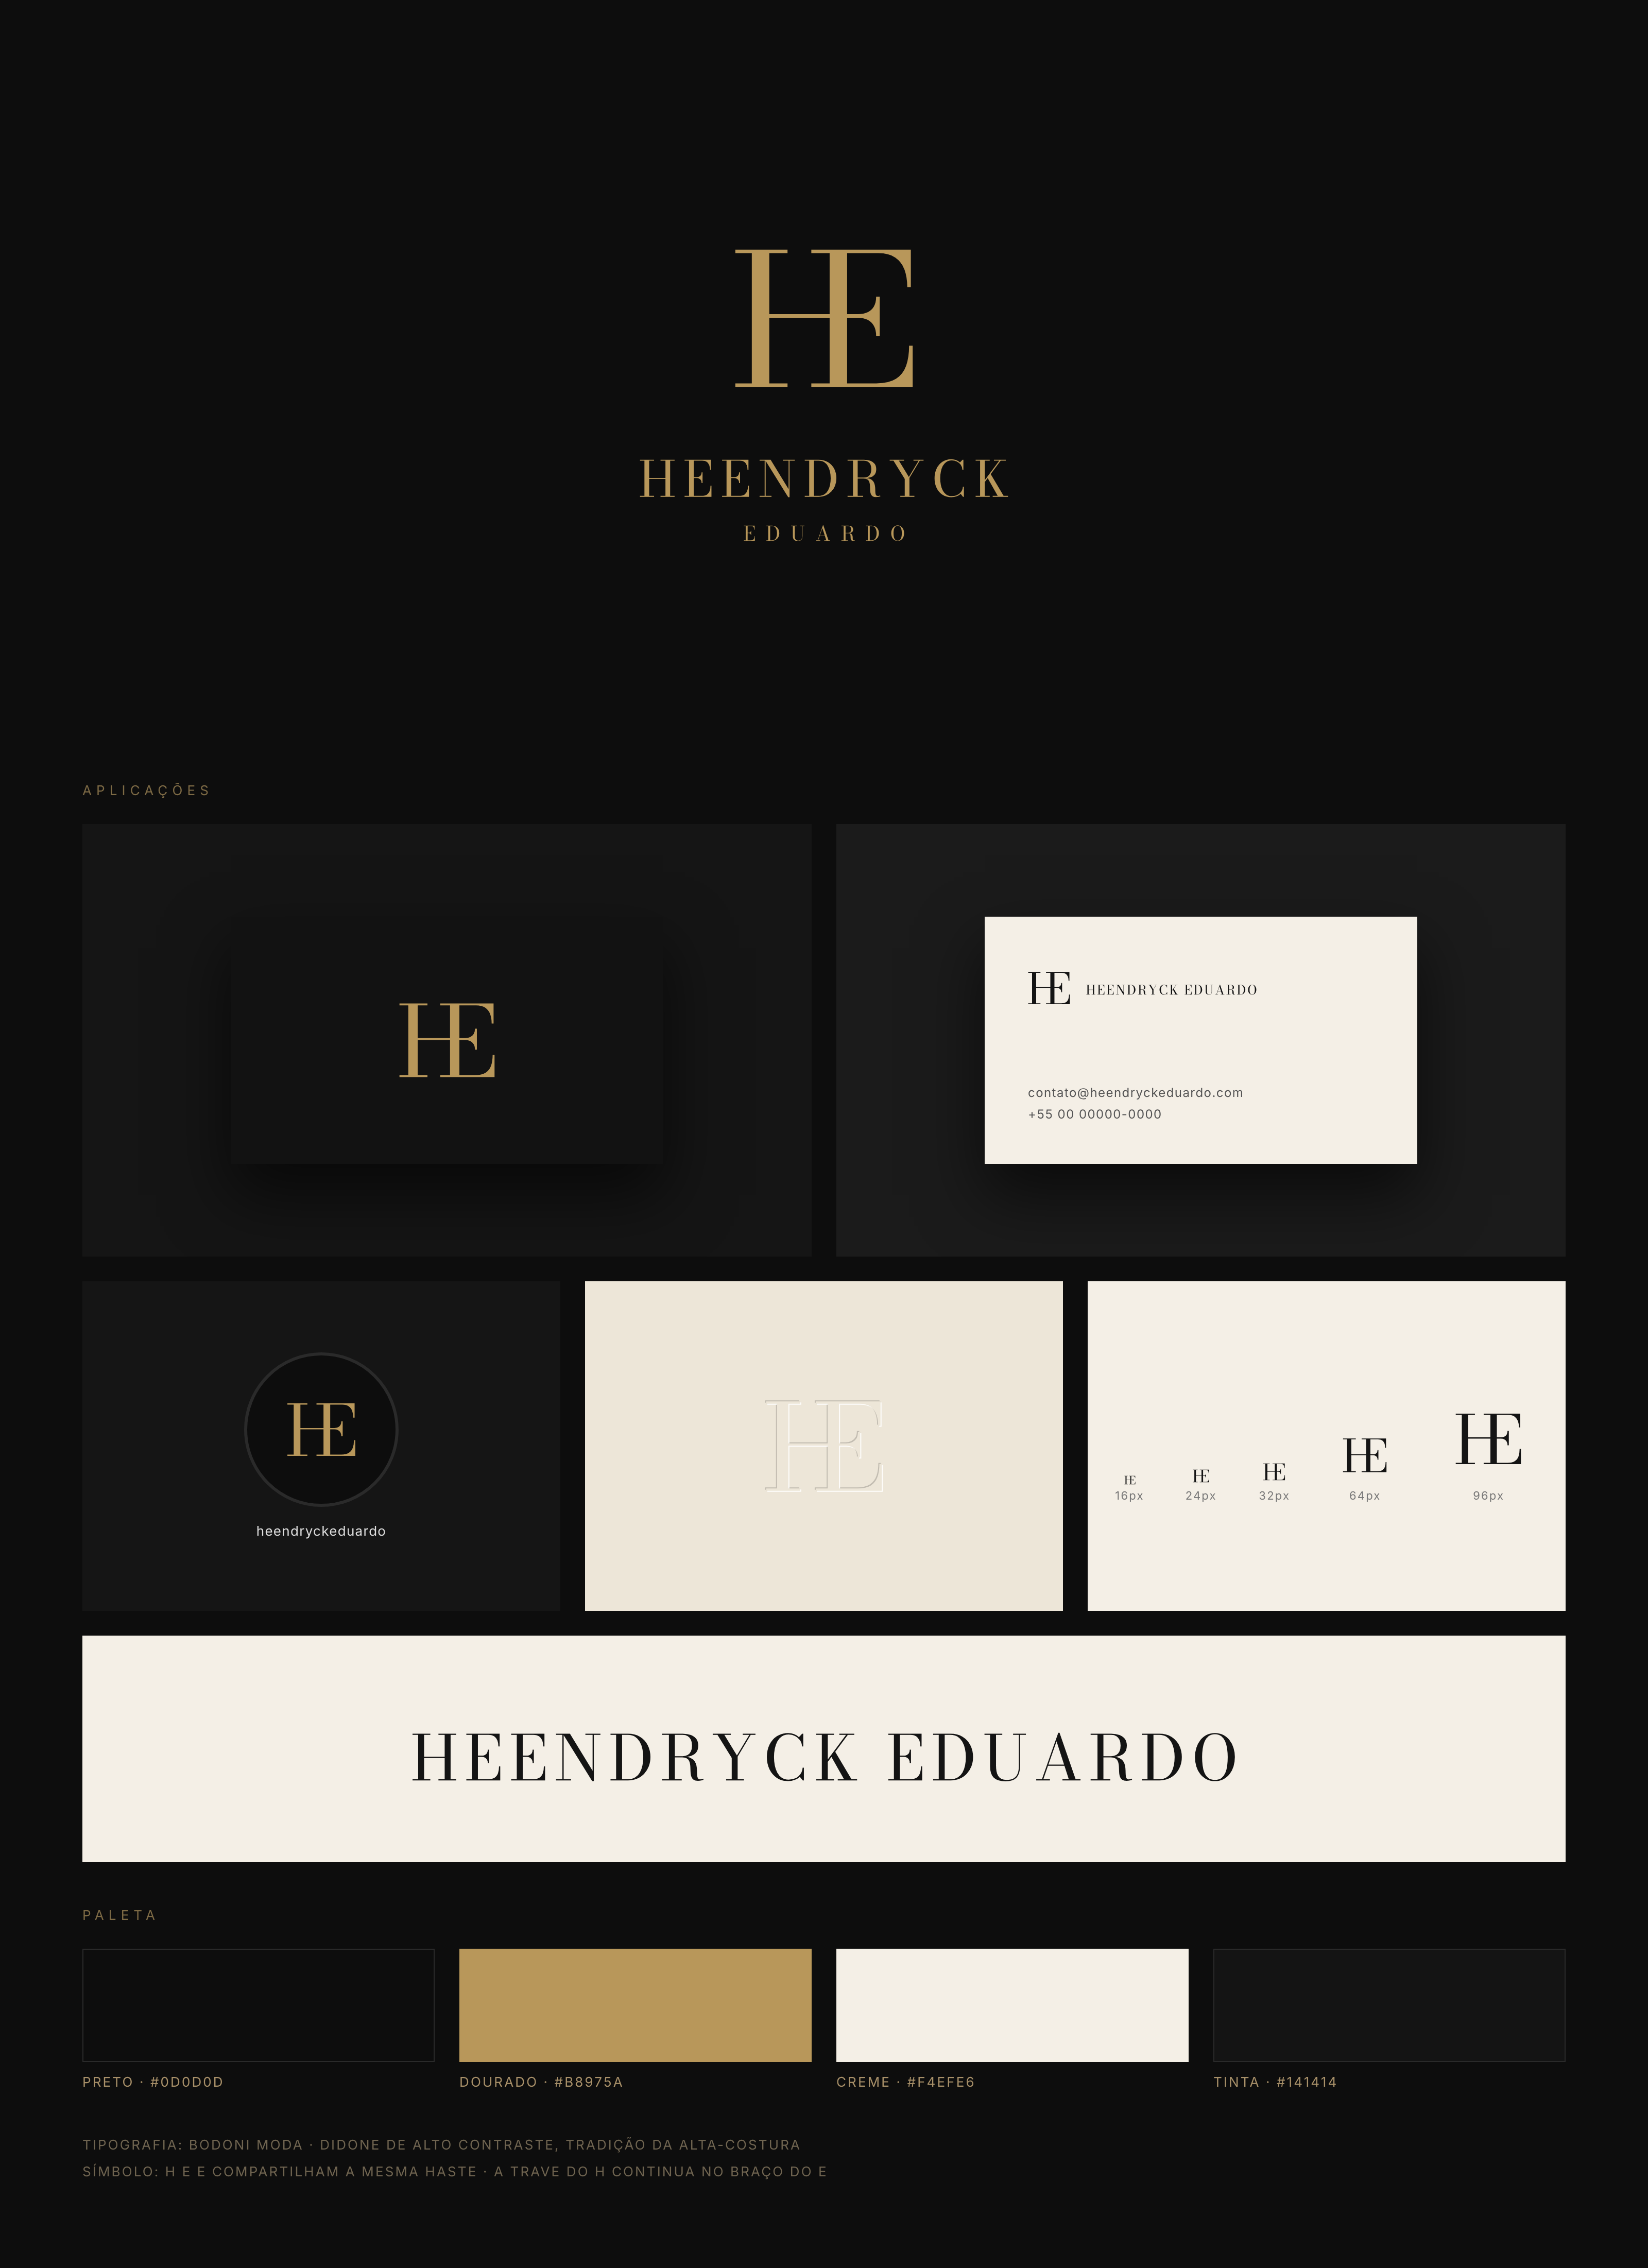 HE
HEENDRYCK
EDUARDO
APLICAÇÕES
HE
HE HEENDRYCK EDUARDO
contato@heendryckeduardo.com
+55 00 00000-0000
HE
heendryckeduardo
HE
HE HE HE HE HE
16px 24px 32px 64px 96px
HEENDRYCK EDUARDO
PALETA
PRETO · #0D0D0D
DOURADO · #B8975A
CREME · #F4EFE6
TINTA · #141414
TIPOGRAFIA: BODONI MODA · DIDONE DE ALTO CONTRASTE, TRADIÇÃO DA ALTA-COSTURA
SÍMBOLO: H E E COMPARTILHAM A MESMA HASTE · A TRAVE DO H CONTINUA NO BRAÇO DO E